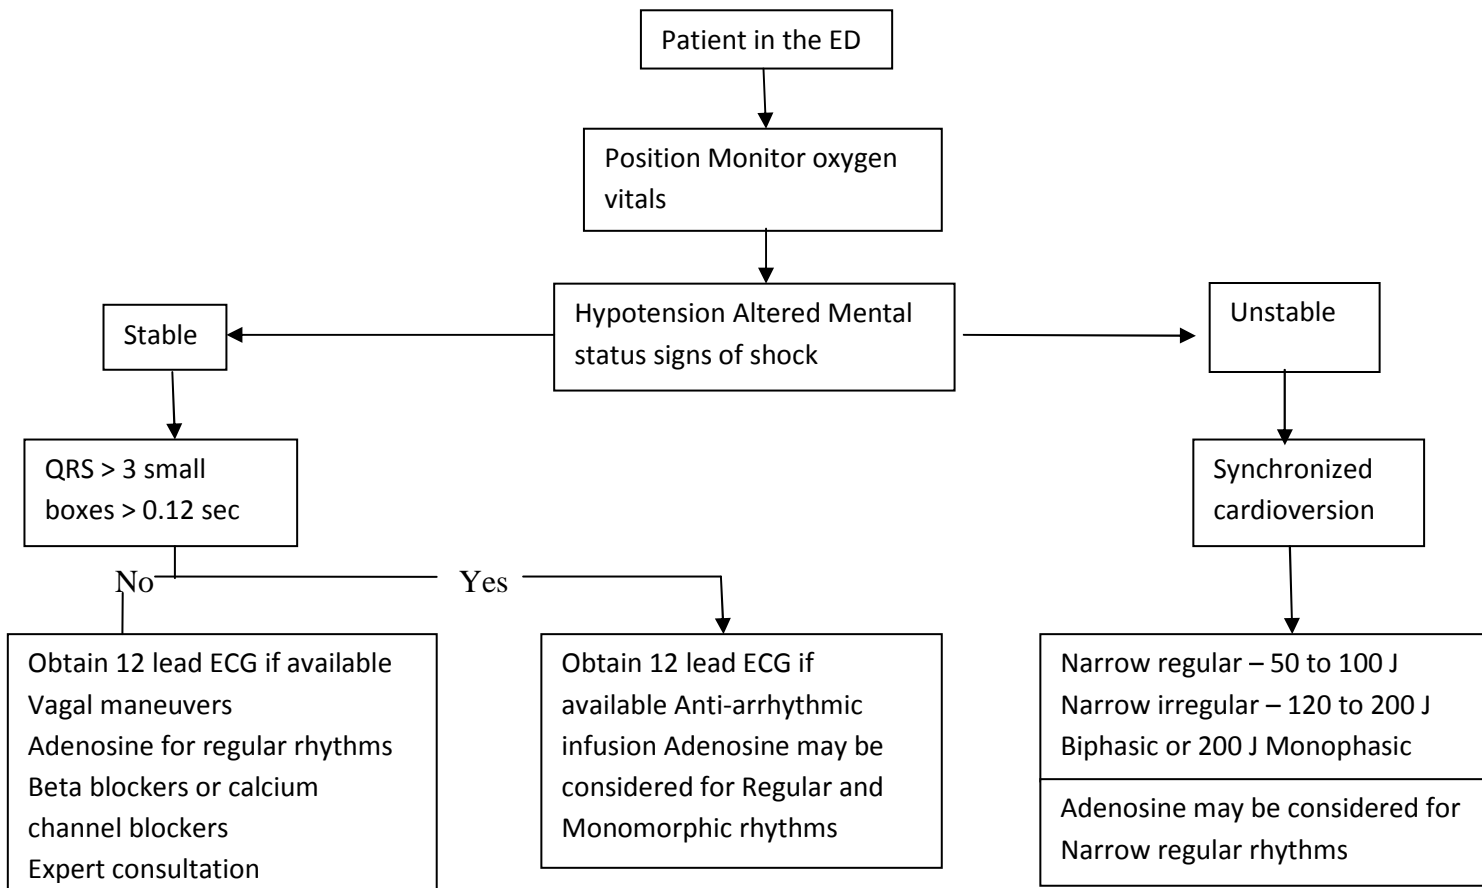 Patient in the ED
Position Monitor oxygen
vitals
Hypotension Altered Mental
status signs of shock
Stable
Unstable
QRS > 3 small
boxes > 0.12 sec
Synchronized
cardioversion
No
Yes
Obtain 12 lead ECG if available
Vagal maneuvers
Adenosine for regular rhythms
Beta blockers or calcium
channel blockers
Expert consultation
Obtain 12 lead ECG if
available Anti-arrhythmic
infusion Adenosine may be
considered for Regular and
Monomorphic rhythms
Narrow regular – 50 to 100 J
Narrow irregular – 120 to 200 J
Biphasic or 200 J Monophasic
Adenosine may be considered for
Narrow regular rhythms